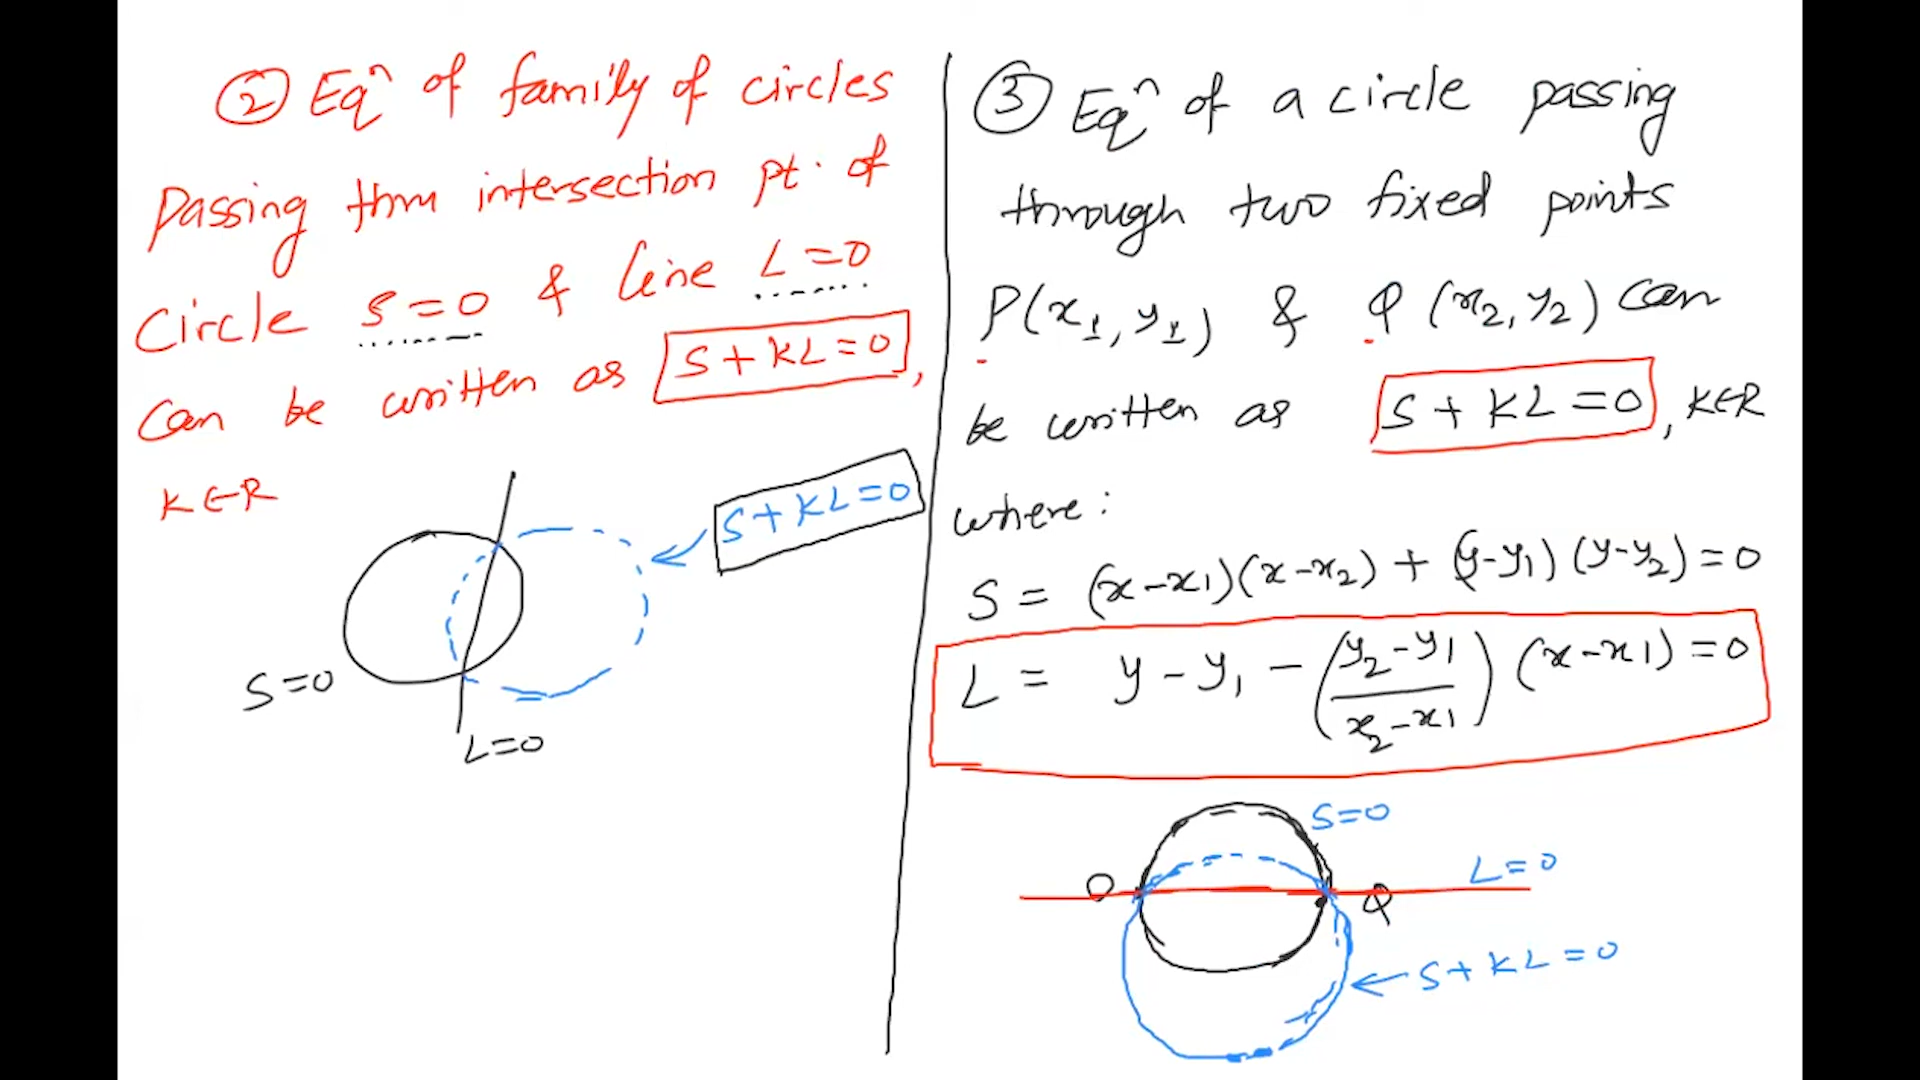 ② Eqⁿ of family of circles
passing thru intersection pt. of
circle S=0 & line L=0
can be written as S+KL=0,
K∈R
S+KL=0
S=0
L=0
③ Eqⁿ of a circle passing
through two fixed points
P(x₁, y₁) & Q (x₂, y₂) can
be written as S+KL=0, K∈R
where:
S = (x-x₁)(x-x₂) + (y-y₁)(y-y₂)=0
L = y-y₁ - (y₂-y₁/x₂-x₁)(x-x₁)=0
S=0
L=0
Q
S+KL=0